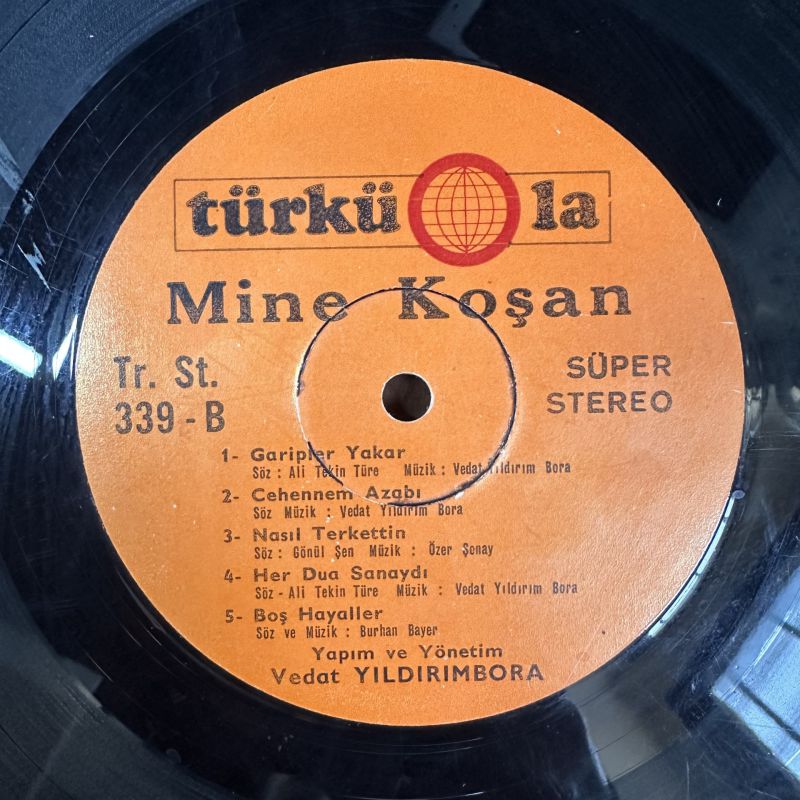 türküola
Mine Koşan
Tr. St.
339 - B
SÜPER
STEREO
1- Garipler Yakar
Söz : Ali Tekin Türe Müzik : Vedat Yıldırım Bora
2- Cehennem Azabı
Söz Müzik : Vedat Yıldırım Bora
3- Nasıl Terkettin
Söz : Gönül Şen Müzik : Özer Şenay
4- Her Dua Sanaydı
Söz - Ali Tekin Türe Müzik : Vedat Yıldırım Bora
5- Boş Hayaller
Söz ve Müzik : Burhan Bayer
Yapım ve Yönetim
Vedat YILDIRIMBORA